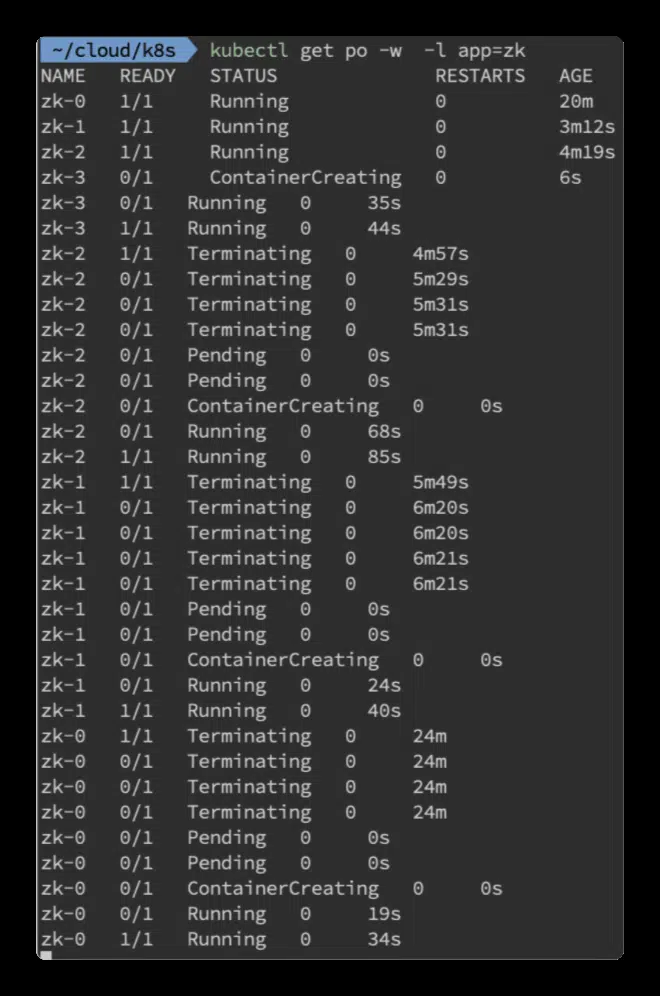 ~/cloud/k8s kubectl get po -w -l app=zk
NAME READY STATUS RESTARTS AGE
zk-0 1/1 Running 0 20m
zk-1 1/1 Running 0 3m12s
zk-2 1/1 Running 0 4m19s
zk-3 0/1 ContainerCreating 0 6s
zk-3 0/1 Running 0 35s
zk-3 1/1 Running 0 44s
zk-2 1/1 Terminating 0 4m57s
zk-2 0/1 Terminating 0 5m29s
zk-2 0/1 Terminating 0 5m31s
zk-2 0/1 Terminating 0 5m31s
zk-2 0/1 Pending 0 0s
zk-2 0/1 Pending 0 0s
zk-2 0/1 ContainerCreating 0 0s
zk-2 0/1 Running 0 68s
zk-2 1/1 Running 0 85s
zk-1 1/1 Terminating 0 5m49s
zk-1 0/1 Terminating 0 6m20s
zk-1 0/1 Terminating 0 6m20s
zk-1 0/1 Terminating 0 6m21s
zk-1 0/1 Terminating 0 6m21s
zk-1 0/1 Pending 0 0s
zk-1 0/1 Pending 0 0s
zk-1 0/1 ContainerCreating 0 0s
zk-1 0/1 Running 0 24s
zk-1 1/1 Running 0 40s
zk-0 1/1 Terminating 0 24m
zk-0 0/1 Terminating 0 24m
zk-0 0/1 Terminating 0 24m
zk-0 0/1 Terminating 0 24m
zk-0 0/1 Pending 0 0s
zk-0 0/1 Pending 0 0s
zk-0 0/1 ContainerCreating 0 0s
zk-0 0/1 Running 0 19s
zk-0 1/1 Running 0 34s